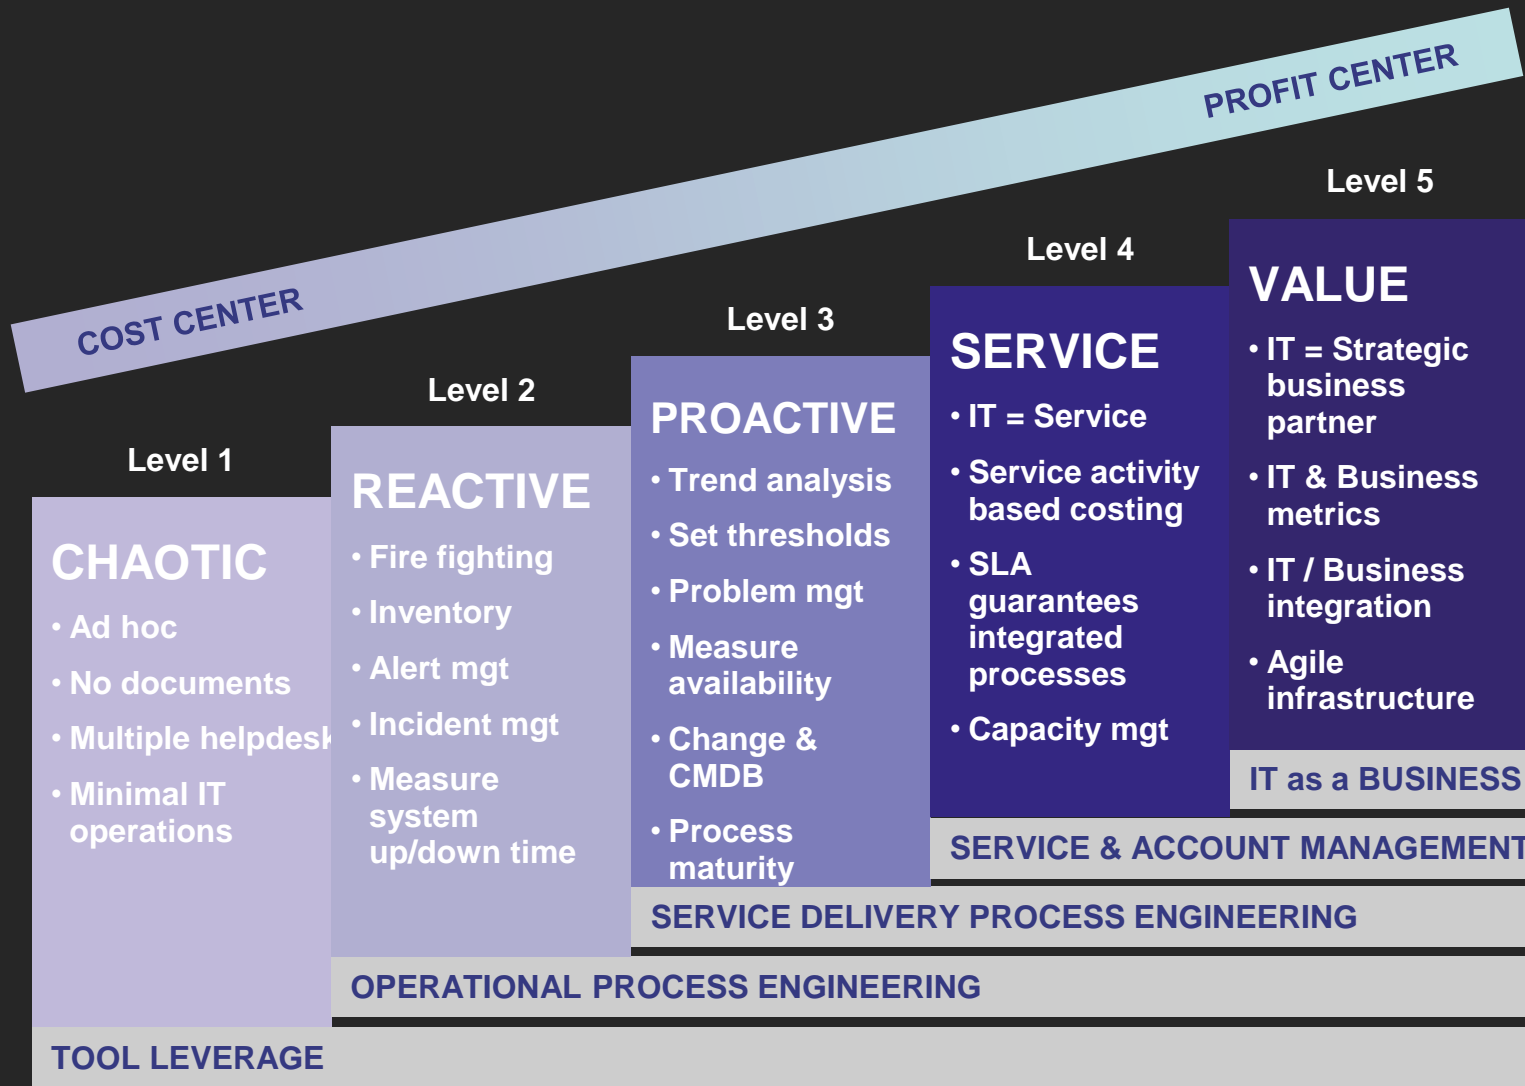 COST CENTER
PROFIT CENTER
Level 1
CHAOTIC
• Ad hoc
• No documents
• Multiple helpdesk
• Minimal IT
operations
Level 2
REACTIVE
• Fire fighting
• Inventory
• Alert mgt
• Incident mgt
• Measure
system
up/down time
Level 3
PROACTIVE
• Trend analysis
• Set thresholds
• Problem mgt
• Measure
availability
• Change &
CMDB
• Process
maturity
Level 4
SERVICE
• IT = Service
• Service activity
based costing
• SLA
guarantees
integrated
processes
• Capacity mgt
Level 5
VALUE
• IT = Strategic
business
partner
• IT & Business
metrics
• IT / Business
integration
• Agile
infrastructure
IT as a BUSINESS
SERVICE & ACCOUNT MANAGEMENT
SERVICE DELIVERY PROCESS ENGINEERING
OPERATIONAL PROCESS ENGINEERING
TOOL LEVERAGE